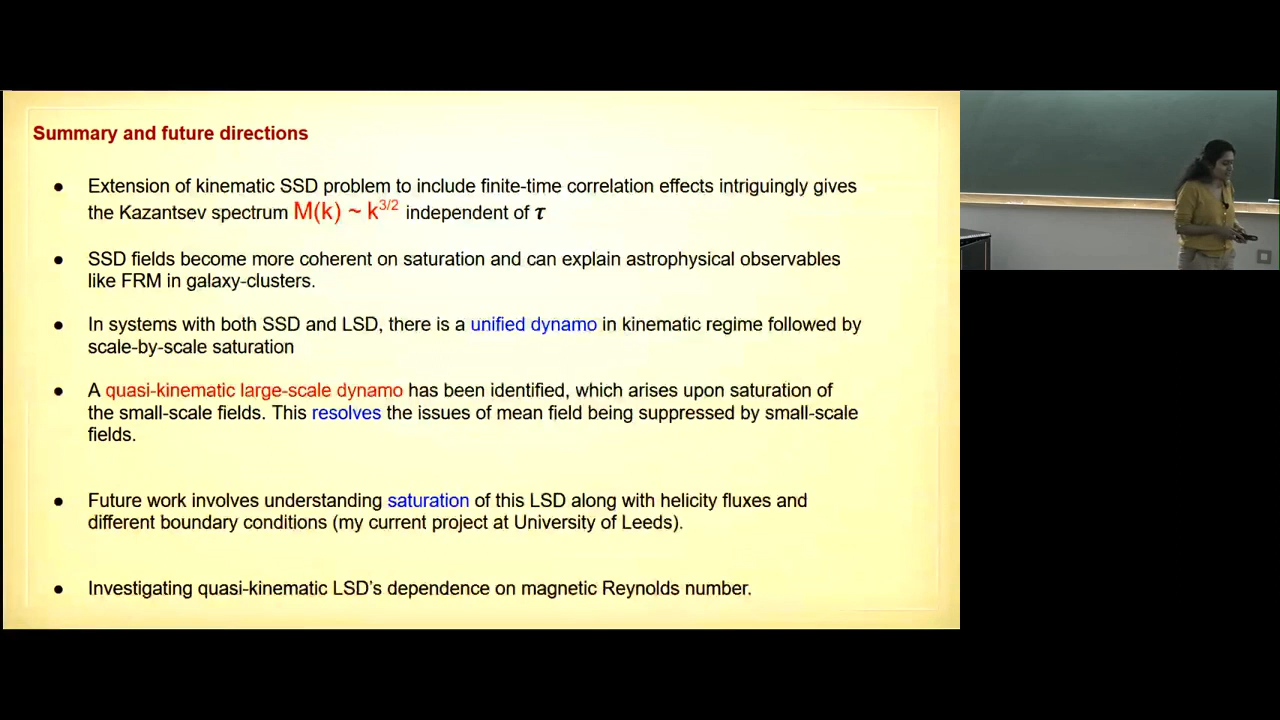 Summary and future directions
● Extension of kinematic SSD problem to include finite-time correlation effects intriguingly gives
the Kazantsev spectrum M(k) ~ k^3/2 independent of τ
● SSD fields become more coherent on saturation and can explain astrophysical observables
like FRM in galaxy-clusters.
● In systems with both SSD and LSD, there is a unified dynamo in kinematic regime followed by
scale-by-scale saturation
● A quasi-kinematic large-scale dynamo has been identified, which arises upon saturation of
the small-scale fields. This resolves the issues of mean field being suppressed by small-scale
fields.
● Future work involves understanding saturation of this LSD along with helicity fluxes and
different boundary conditions (my current project at University of Leeds).
● Investigating quasi-kinematic LSD's dependence on magnetic Reynolds number.